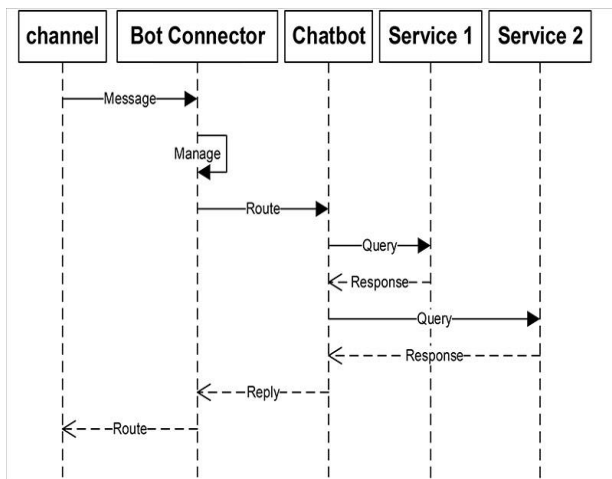 channel
Bot Connector
Chatbot
Service 1
Service 2
Message
Manage
Route
Query
Response
Query
Response
Reply
Route